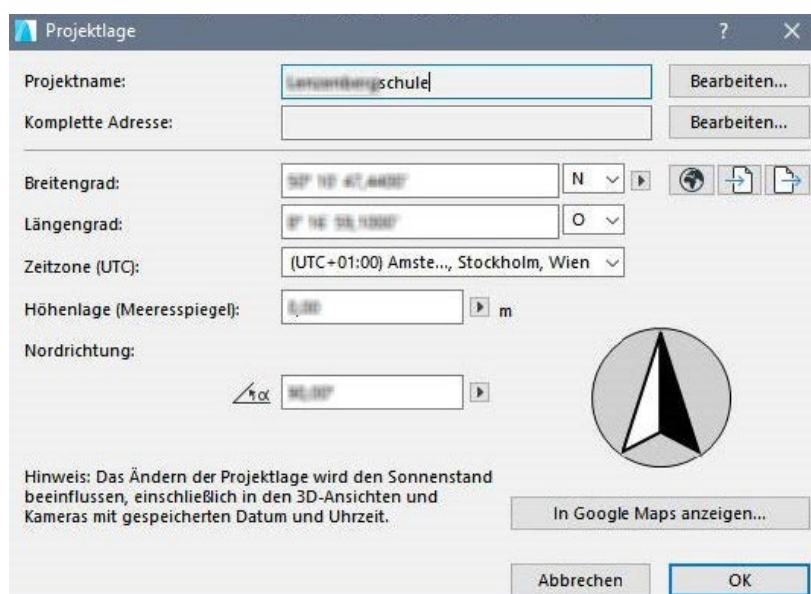 Projektlage
Projektname: schule Bearbeiten...
Komplette Adresse: Bearbeiten...
Breitengrad: N
Längengrad: O
Zeitzone (UTC): (UTC+01:00) Amste..., Stockholm, Wien
Höhenlage (Meeresspiegel): m
Nordrichtung:
α
Hinweis: Das Ändern der Projektlage wird den Sonnenstand
beeinflussen, einschließlich in den 3D-Ansichten und
Kameras mit gespeicherten Datum und Uhrzeit.
In Google Maps anzeigen...
Abbrechen OK